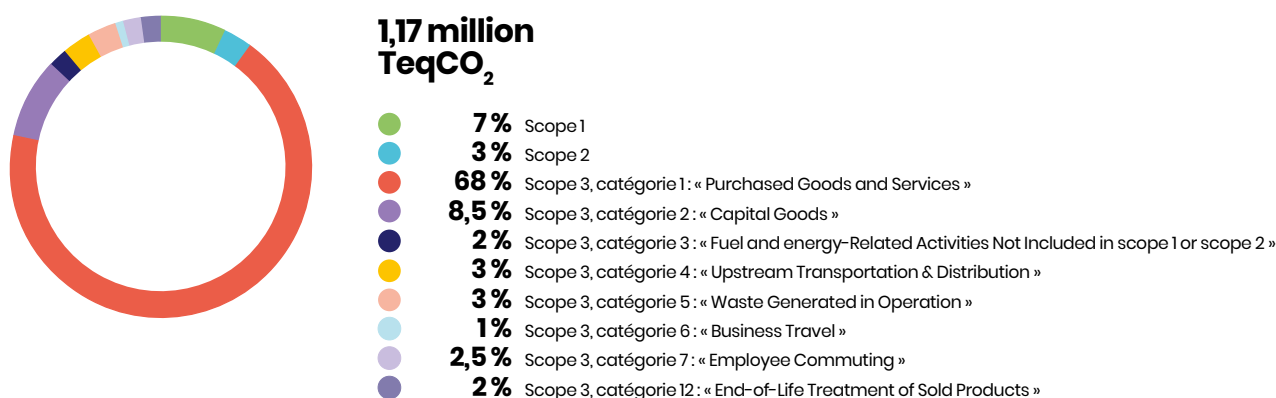 1,17 million
TeqCO₂
7 % Scope 1
3 % Scope 2
68 % Scope 3, catégorie 1 : « Purchased Goods and Services »
8,5 % Scope 3, catégorie 2 : « Capital Goods »
2 % Scope 3, catégorie 3 : « Fuel and energy-Related Activities Not Included in scope 1 or scope 2 »
3 % Scope 3, catégorie 4 : « Upstream Transportation & Distribution »
3 % Scope 3, catégorie 5 : « Waste Generated in Operation »
1 % Scope 3, catégorie 6 : « Business Travel »
2,5 % Scope 3, catégorie 7 : « Employee Commuting »
2 % Scope 3, catégorie 12 : « End-of-Life Treatment of Sold Products »